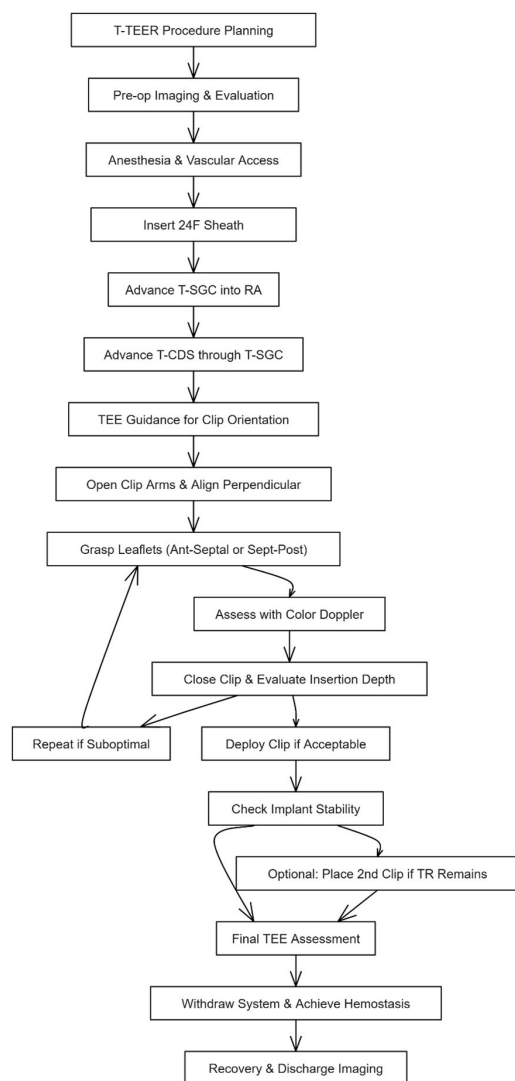 T-TEER Procedure Planning
Pre-op Imaging & Evaluation
Anesthesia & Vascular Access
Insert 24F Sheath
Advance T-SGC into RA
Advance T-CDS through T-SGC
TEE Guidance for Clip Orientation
Open Clip Arms & Align Perpendicular
Grasp Leaflets (Ant-Septal or Sept-Post)
Assess with Color Doppler
Close Clip & Evaluate Insertion Depth
Repeat if Suboptimal
Deploy Clip if Acceptable
Check Implant Stability
Optional: Place 2nd Clip if TR Remains
Final TEE Assessment
Withdraw System & Achieve Hemostasis
Recovery & Discharge Imaging